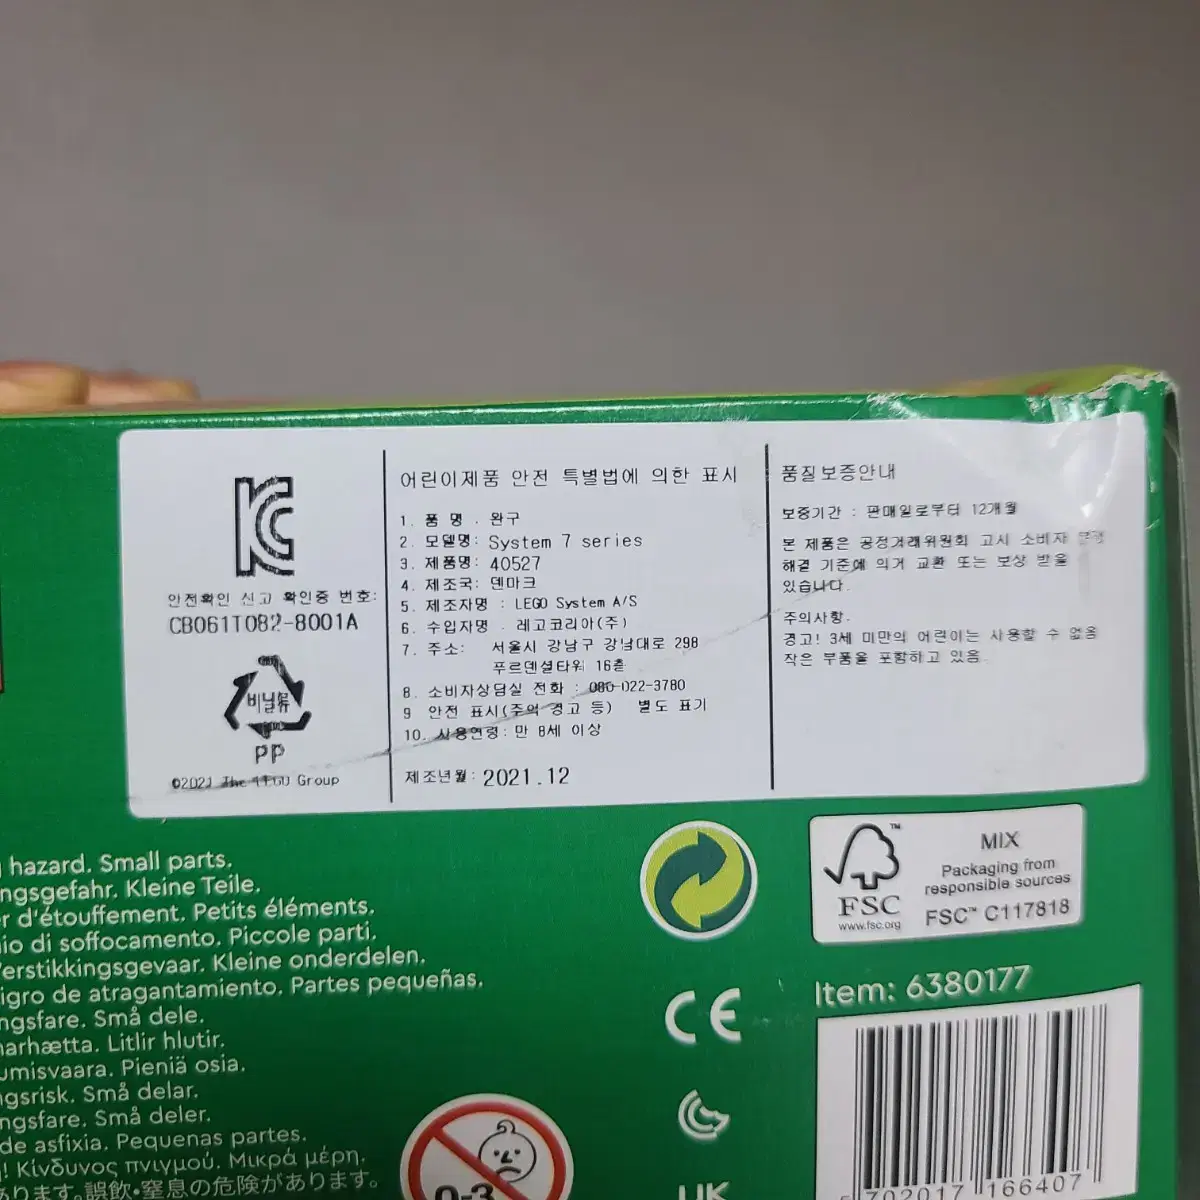 KC
안전확인 신고 확인증 번호:
CB061T082-8001A
비닐류
PP
©2021 The LEGO Group
어린이제품 안전 특별법에 의한 표시
1. 품 명 . 완구
2. 모델명: System 7 series
3. 제품명: 40527
4. 제조국: 덴마크
5. 제조자명 : LEGO System A/S
6. 수입자명 . 레고코리아(주)
7. 주소: 서울시 강남구 강남대로 298
푸르덴셜타워 16층
8. 소비자상담실 전화 : 080-022-3780
9 안전 표시(주의 경고 등) 별도 표기
10. 사용연령: 만 8세 이상
제조년월: 2021.12
품질보증안내
보증기간 : 판매일로부터 12개월
본 제품은 공정거래위원회 고시 소비자 분쟁
해결 기준에 의거 교환 또는 보상 받을
있습니다.
주의사항.
경고! 3세 미만의 어린이는 사용할 수 없음
작은 부품을 포함하고 있음.
hazard. Small parts.
ngsgefahr. Kleine Teile.
r d'étouffement. Petits éléments.
io di soffocamento. Piccole parti.
erstikkingsgevaar. Kleine onderdelen.
igro de atragantamiento. Partes pequeñas.
ngsfare. Små dele.
narhætta. Litlir hlutir.
umisvaara. Pieniä osia.
ngsrisk. Små delar.
ngsfare. Små deler.
de asfixia. Pequenas partes.
! Κίνδυνος πνιγμού. Μικρά μέρη.
あります。誤飲・窒息の危険があります。
0-3
CE
UK
FSC™
www.fsc.org
MIX
Packaging from
responsible sources
FSC™ C117818
Item: 6380177
5 702017 166407